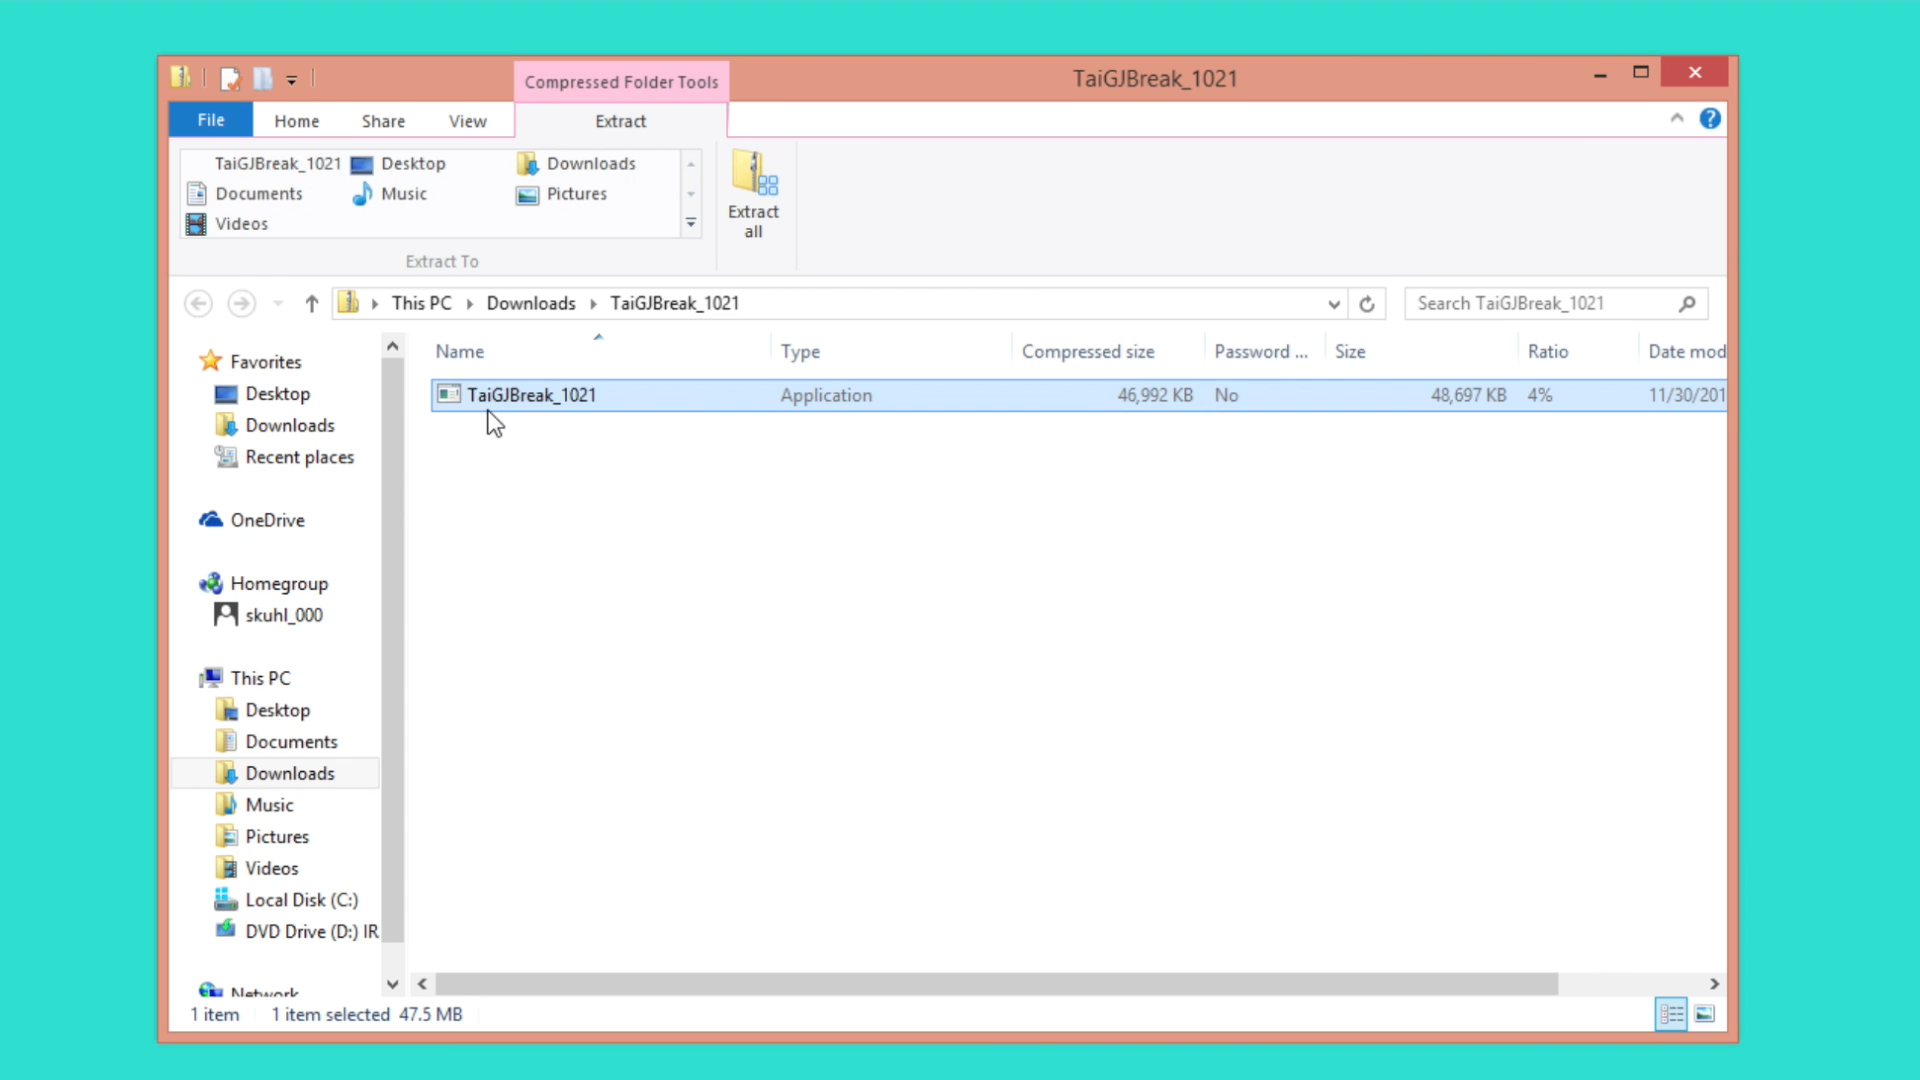 Compressed Folder Tools
TaiGJBreak_1021
File
Home
Share
View
Extract
TaiGJBreak_1021
Desktop
Downloads
Documents
Music
Pictures
Videos
Extract To
Extract
all
This PC
Downloads
TaiGJBreak_1021
Search TaiGJBreak_1021
Name
Type
Compressed size
Password ...
Size
Ratio
Date mod
TaiGJBreak_1021
Application
46,992 KB
No
48,697 KB
4%
11/30/201
Favorites
Desktop
Downloads
Recent places
OneDrive
Homegroup
skuhl_000
This PC
Desktop
Documents
Downloads
Music
Pictures
Videos
Local Disk (C:)
DVD Drive (D:) IR
Network
1 item
1 item selected 47.5 MB